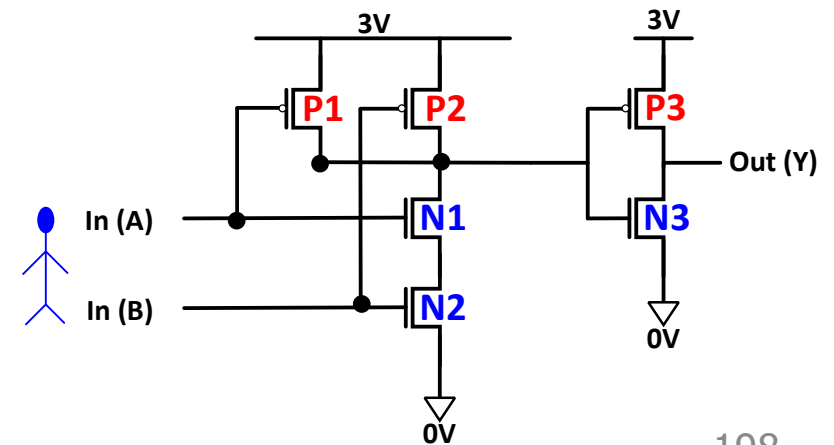 3V
3V
P1
P2
P3
Out (Y)
In (A)
N1
N3
In (B)
N2
0V
0V